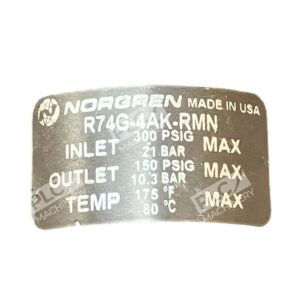 NORGREN MADE IN USA
R74G-4AK-RMN
INLET 300 PSIG MAX
21 BAR
OUTLET 150 PSIG MAX
10.3 BAR
TEMP 175 °F MAX
80 °C